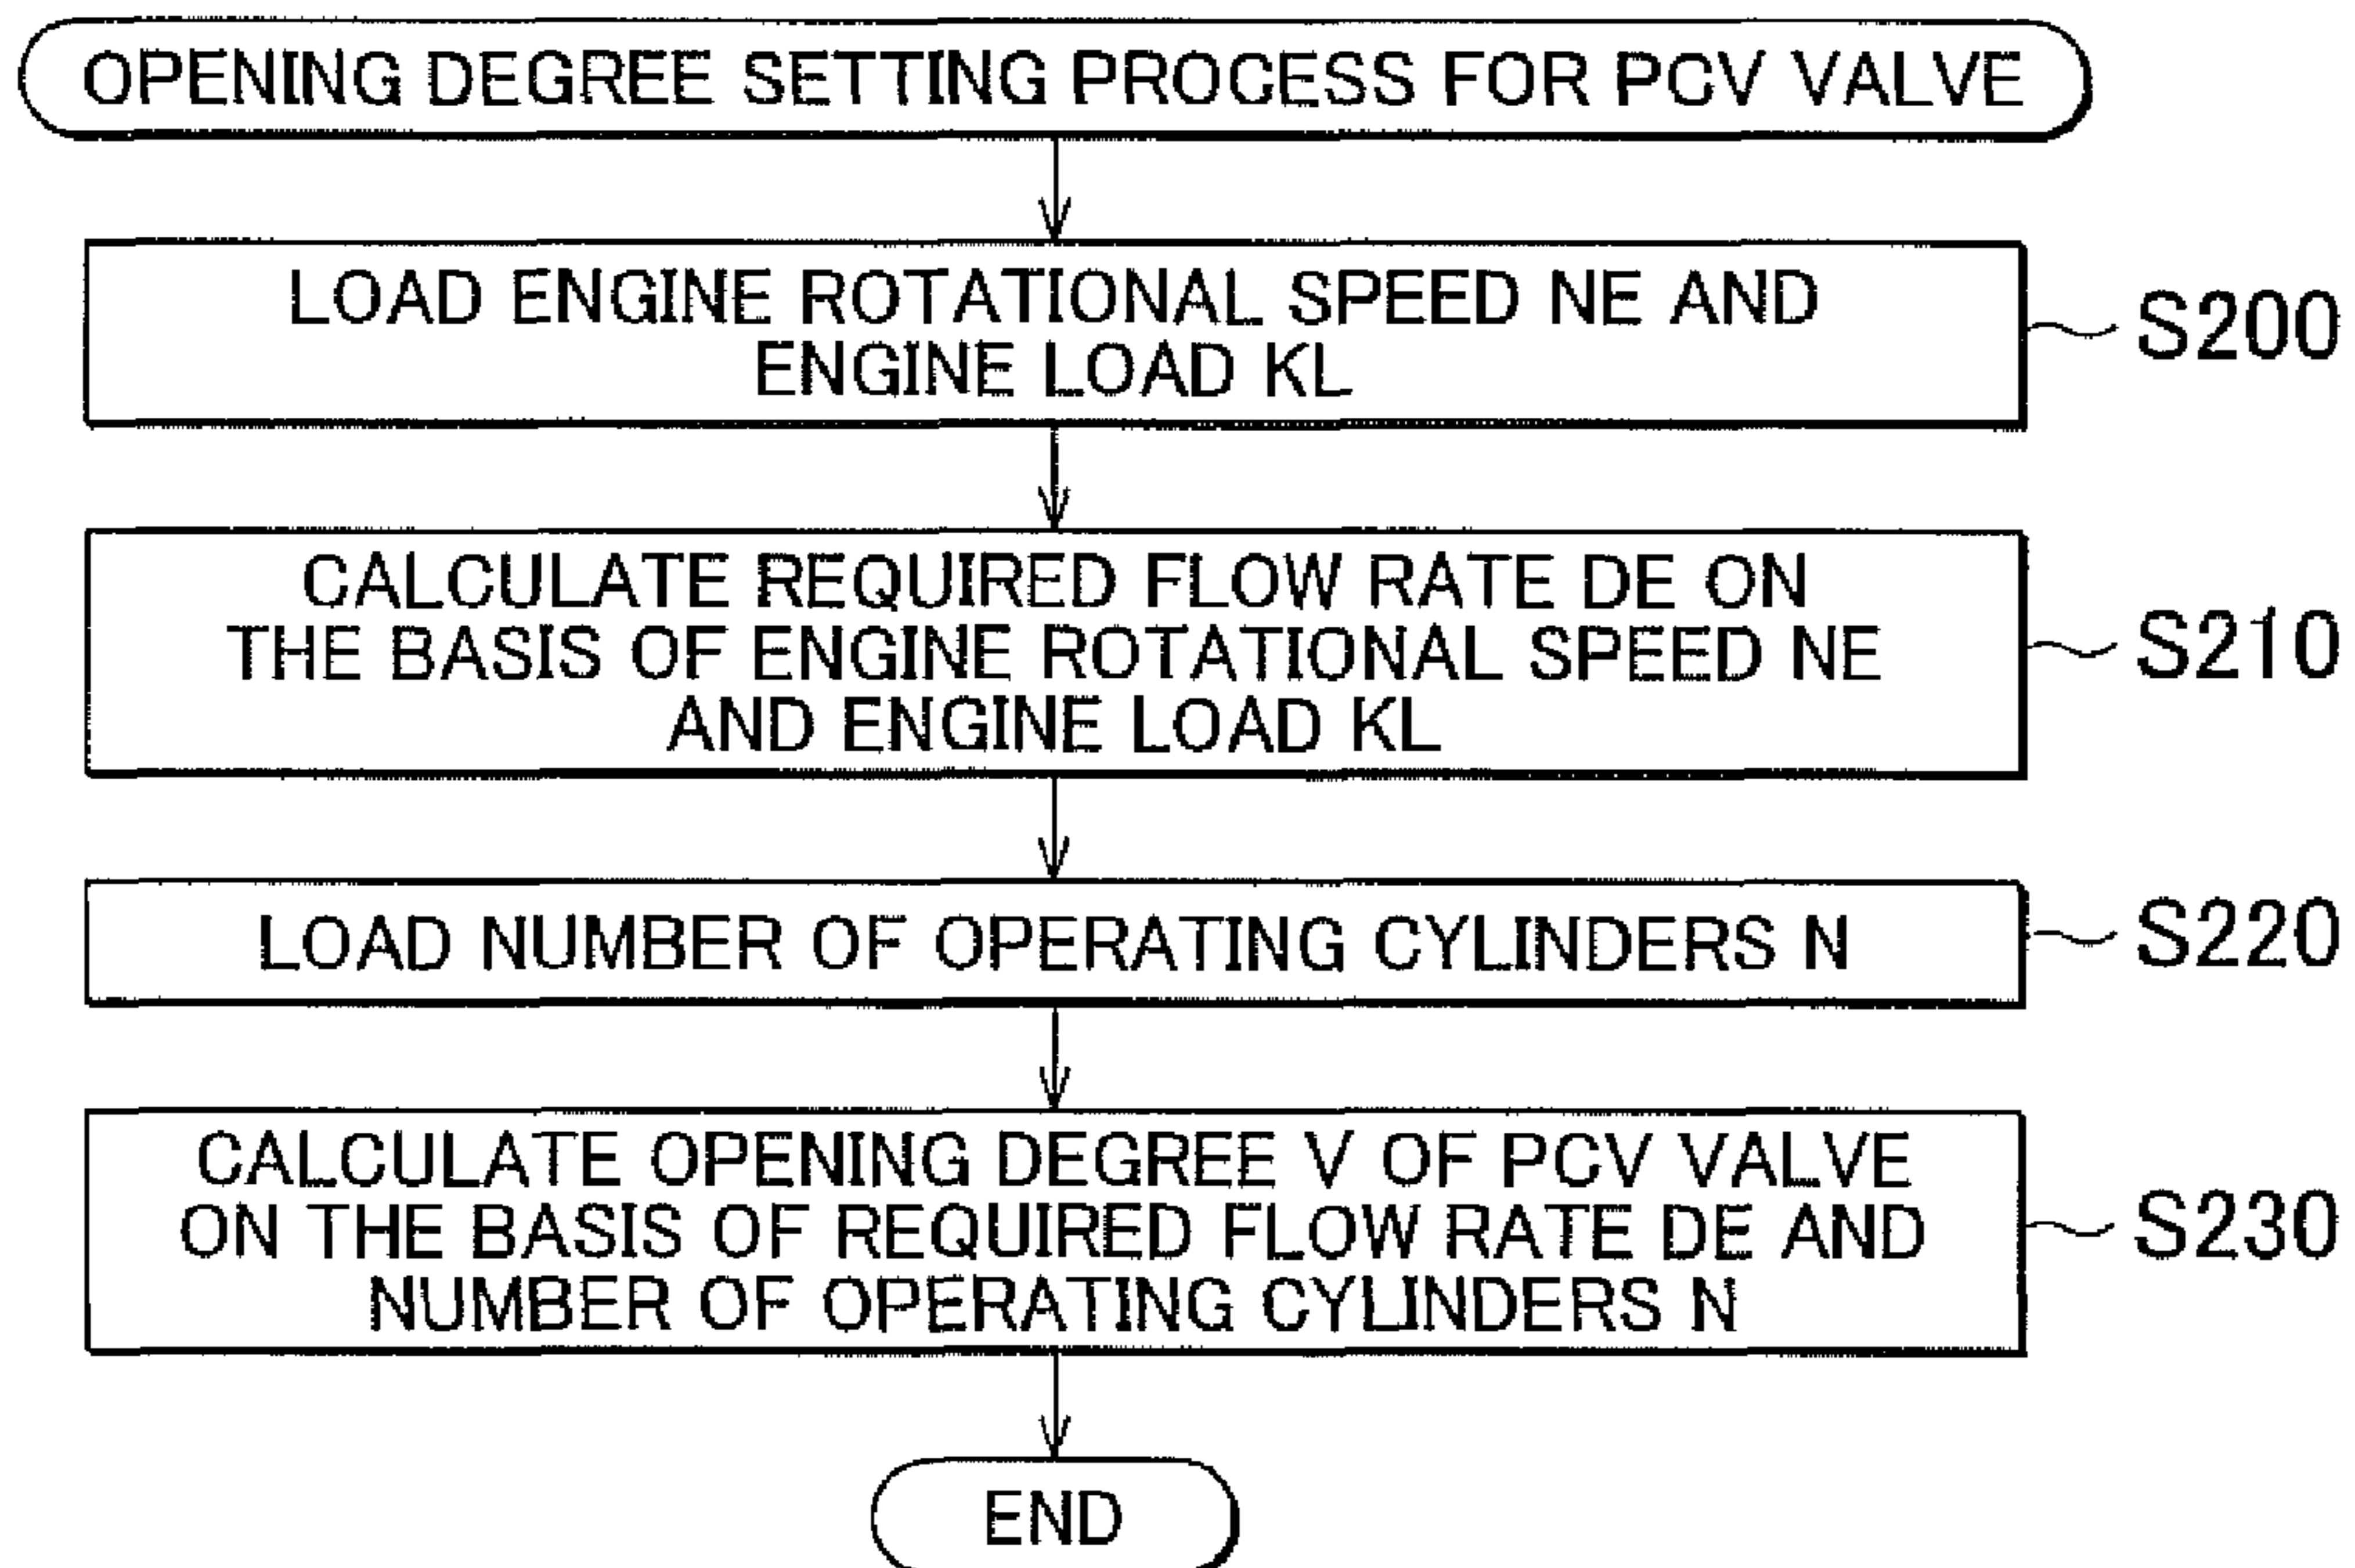 OPENING DEGREE SETTING PROCESS FOR PCV VALVE
LOAD ENGINE ROTATIONAL SPEED NE AND
ENGINE LOAD KL
S200
CALCULATE REQUIRED FLOW RATE DE ON
THE BASIS OF ENGINE ROTATIONAL SPEED NE
AND ENGINE LOAD KL
S210
LOAD NUMBER OF OPERATING CYLINDERS N
S220
CALCULATE OPENING DEGREE V OF PCV VALVE
ON THE BASIS OF REQUIRED FLOW RATE DE AND
NUMBER OF OPERATING CYLINDERS N
S230
END